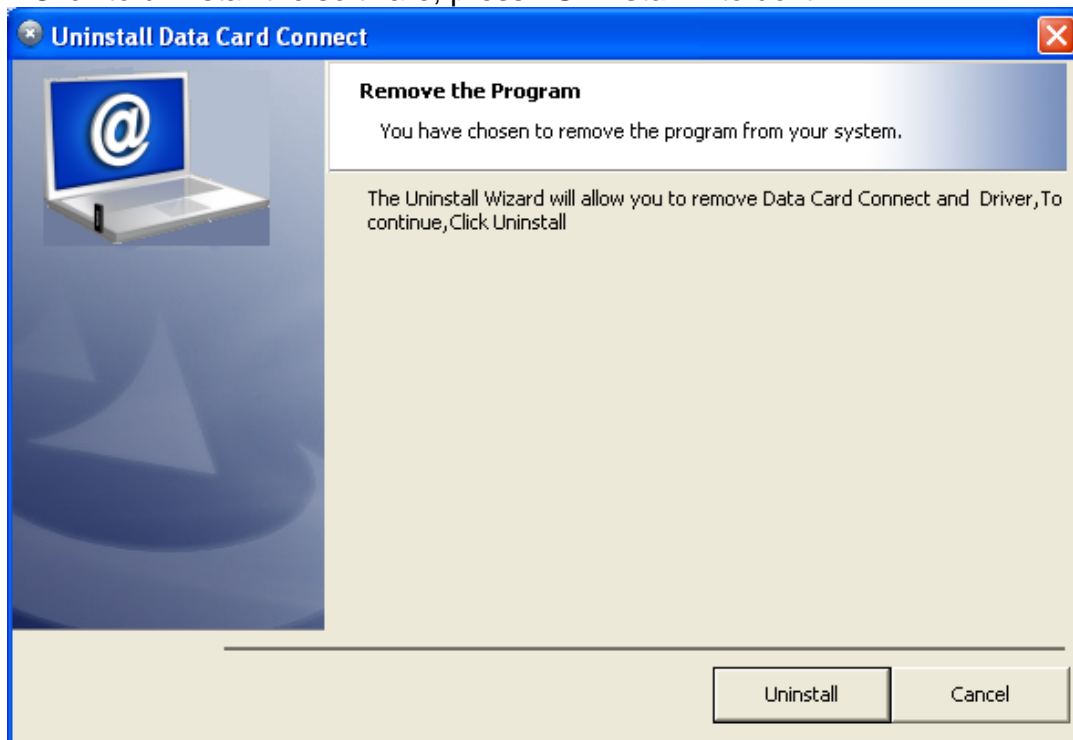 Uninstall Data Card Connect
@
Remove the Program
You have chosen to remove the program from your system.
The Uninstall Wizard will allow you to remove Data Card Connect and Driver,To
continue,Click Uninstall
Uninstall Cancel